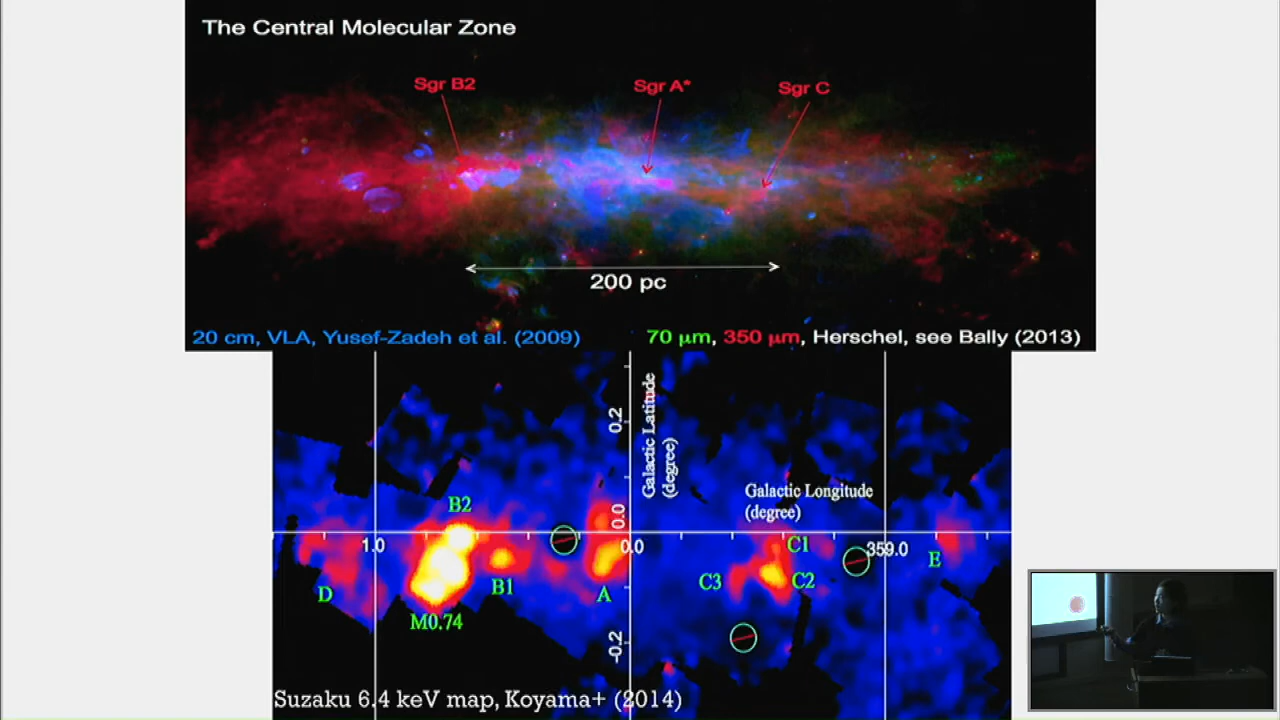 The Central Molecular Zone
Sgr B2
Sgr A*
Sgr C
200 pc
20 cm, VLA, Yusef-Zadeh et al. (2009)
70 μm, 350 μm, Herschel, see Bally (2013)
Galactic Latitude
(degree)
0.2
0.0
-0.2
Galactic Longitude
(degree)
B2
1.0
0.0
C1
359.0
E
D
B1
A
C3
C2
M0.74
Suzaku 6.4 keV map, Koyama+ (2014)